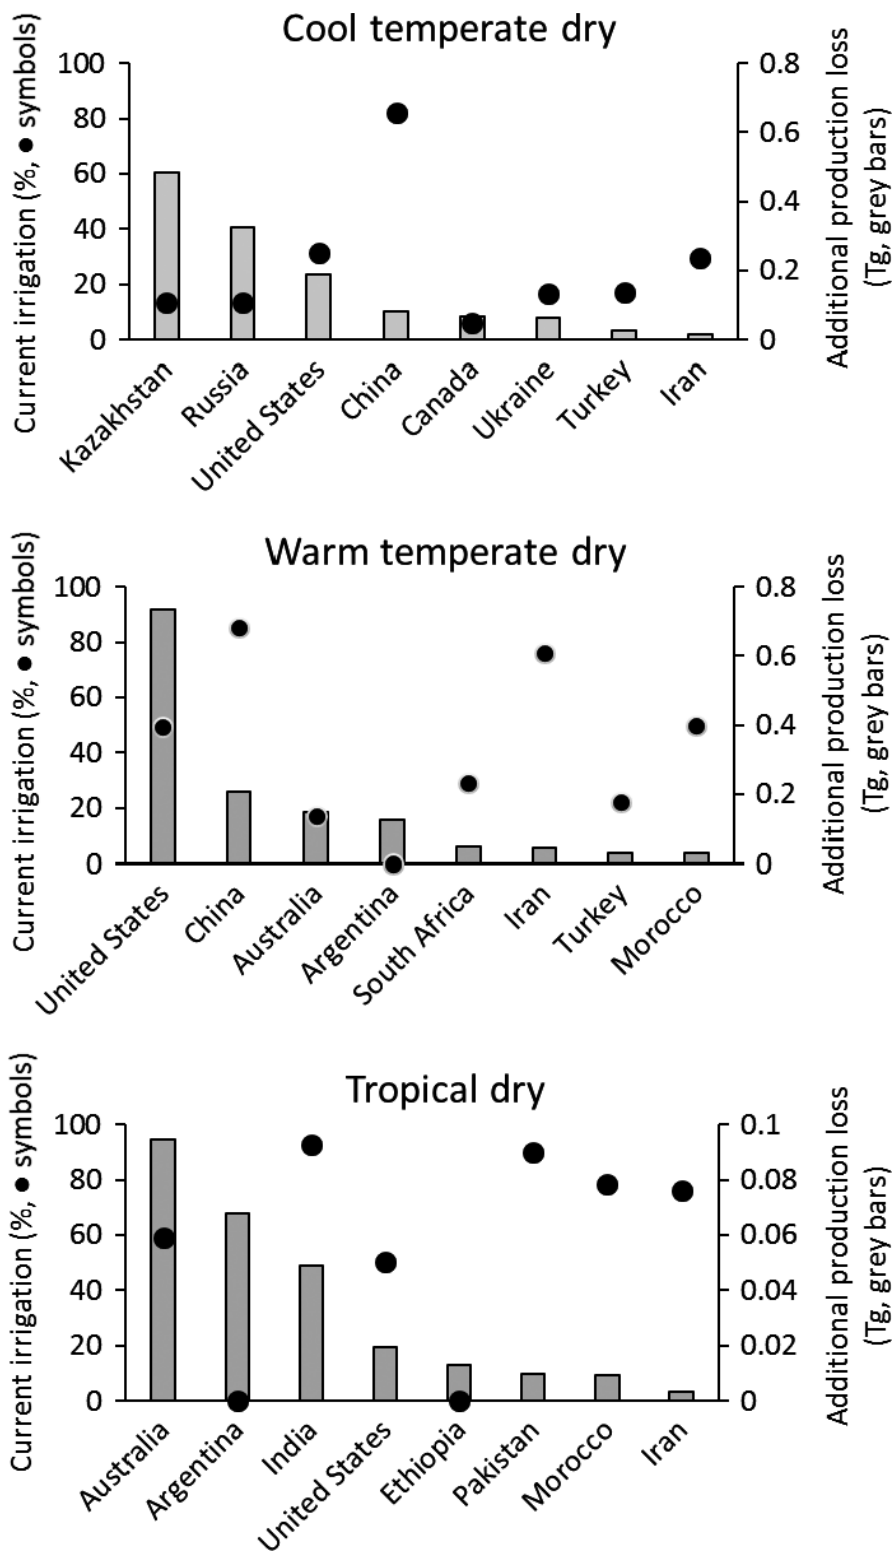 Cool temperate dry
Current irrigation (%, ● symbols)
100
80
60
40
20
0
0.8
0.6
0.4
0.2
0
Additional production loss
(Tg, grey bars)
Kazakhstan
Russia
United States
China
Canada
Ukraine
Turkey
Iran
Warm temperate dry
Current irrigation (%, ● symbols)
100
80
60
40
20
0
0.8
0.6
0.4
0.2
0
Additional production loss
(Tg, grey bars)
United States
China
Australia
Argentina
South Africa
Iran
Turkey
Morocco
Tropical dry
Current irrigation (%, ● symbols)
100
80
60
40
20
0
0.1
0.08
0.06
0.04
0.02
0
Additional production loss
(Tg, grey bars)
Australia
Argentina
India
United States
Ethiopia
Pakistan
Morocco
Iran